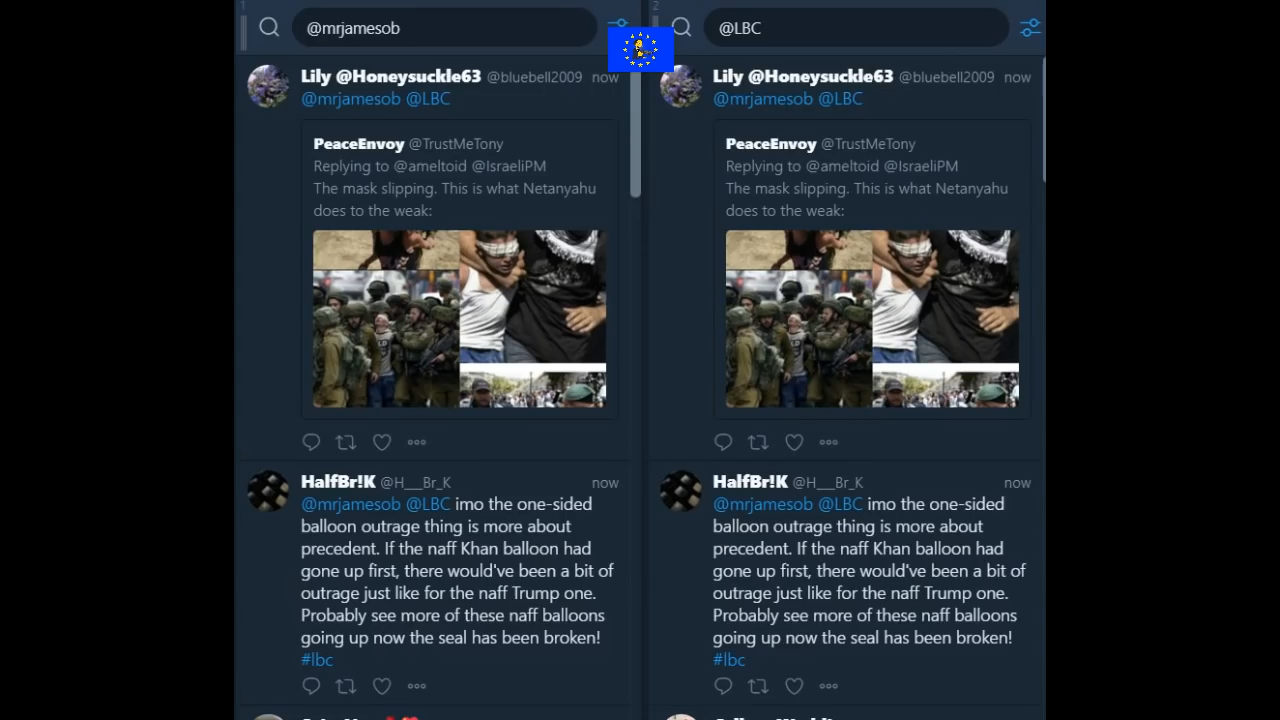 1
@mrjamesob
Lily @Honeysuckle63 @bluebell2009 now
@mrjamesob @LBC
PeaceEnvoy @TrustMeTony
Replying to @ameltoid @IsraeliPM
The mask slipping. This is what Netanyahu
does to the weak:
HalfBr!K @H___Br_K now
@mrjamesob @LBC imo the one-sided
balloon outrage thing is more about
precedent. If the naff Khan balloon had
gone up first, there would've been a bit of
outrage just like for the naff Trump one.
Probably see more of these naff balloons
going up now the seal has been broken!
#lbc
2
@LBC
Lily @Honeysuckle63 @bluebell2009 now
@mrjamesob @LBC
PeaceEnvoy @TrustMeTony
Replying to @ameltoid @IsraeliPM
The mask slipping. This is what Netanyahu
does to the weak:
HalfBr!K @H___Br_K now
@mrjamesob @LBC imo the one-sided
balloon outrage thing is more about
precedent. If the naff Khan balloon had
gone up first, there would've been a bit of
outrage just like for the naff Trump one.
Probably see more of these naff balloons
going up now the seal has been broken!
#lbc